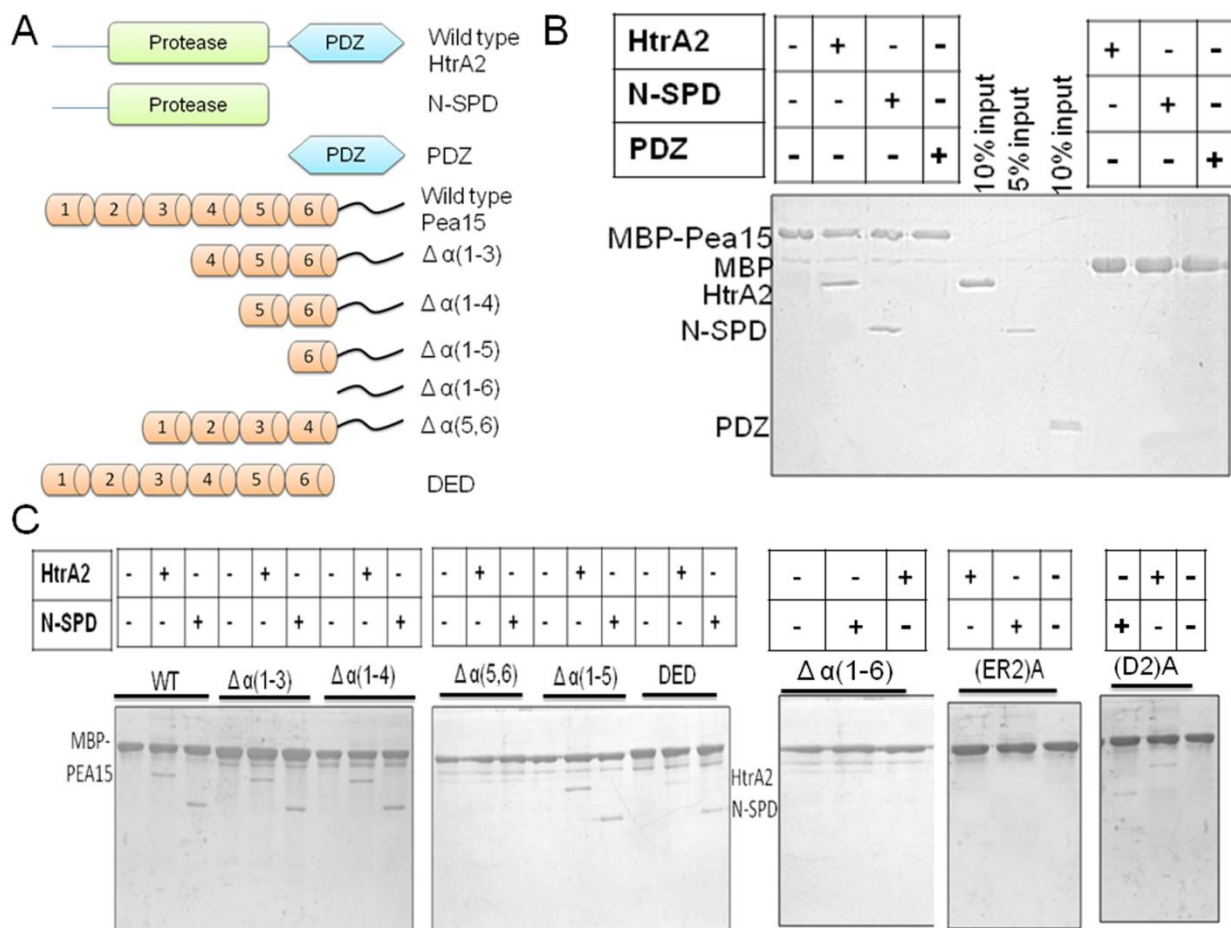 A
Protease
PDZ
Wild type
HtrA2
Protease
N-SPD
PDZ
PDZ
1 2 3 4 5 6
Wild type
Pea15
4 5 6
Δ α(1-3)
5 6
Δ α(1-4)
6
Δ α(1-5)
Δ α(1-6)
1 2 3 4
Δ α(5,6)
1 2 3 4 5 6
DED
B
HtrA2 - + - - + - -
N-SPD - - + - - + -
PDZ - - - + - - +
10% input
5% input
10% input
MBP-Pea15
MBP
HtrA2
N-SPD
PDZ
C
HtrA2 - + - - + - - + - - + - - + - - + - - - + + - - - + -
N-SPD - - + - - + - - + - - + - - + - - + - + - - + - + - -
WT Δ α(1-3) Δ α(1-4) Δ α(5,6) Δ α(1-5) DED Δ α(1-6) (ER2)A (D2)A
MBP-
PEA15
HtrA2
N-SPD